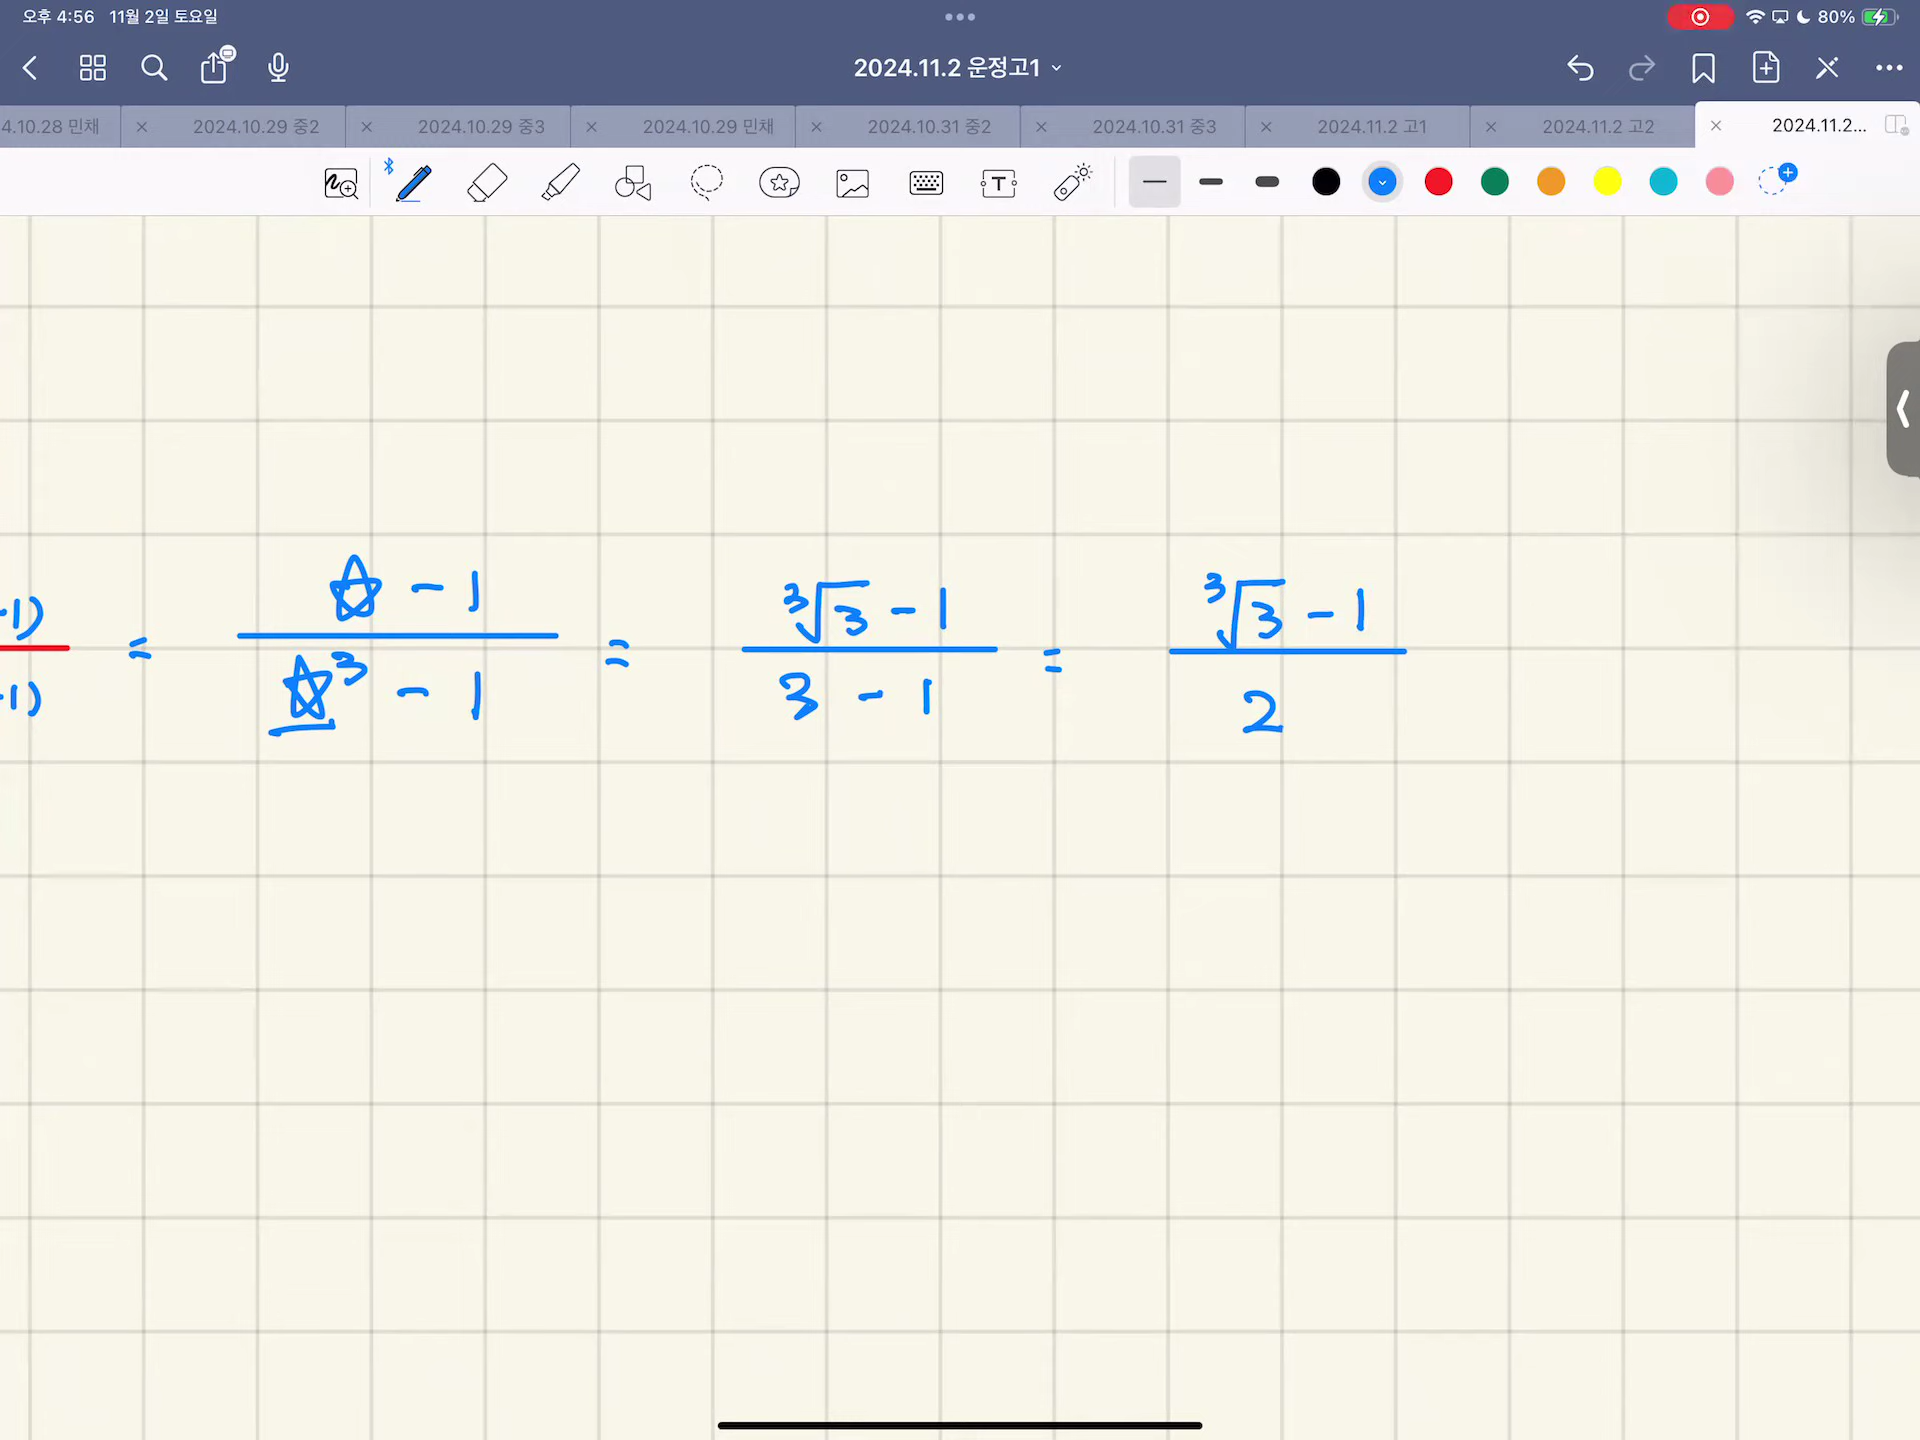 오후 4:56 11월 2일 토요일
80%
2024.11.2 운정고1
4.10.28 민채
2024.10.29 중2
2024.10.29 중3
2024.10.29 민채
2024.10.31 중2
2024.10.31 중3
2024.11.2 고1
2024.11.2 고2
2024.11.2...
-1) = ☆ - 1 = ³√3 - 1 = ³√3 - 1
-1) ☆³ - 1 3 - 1 2